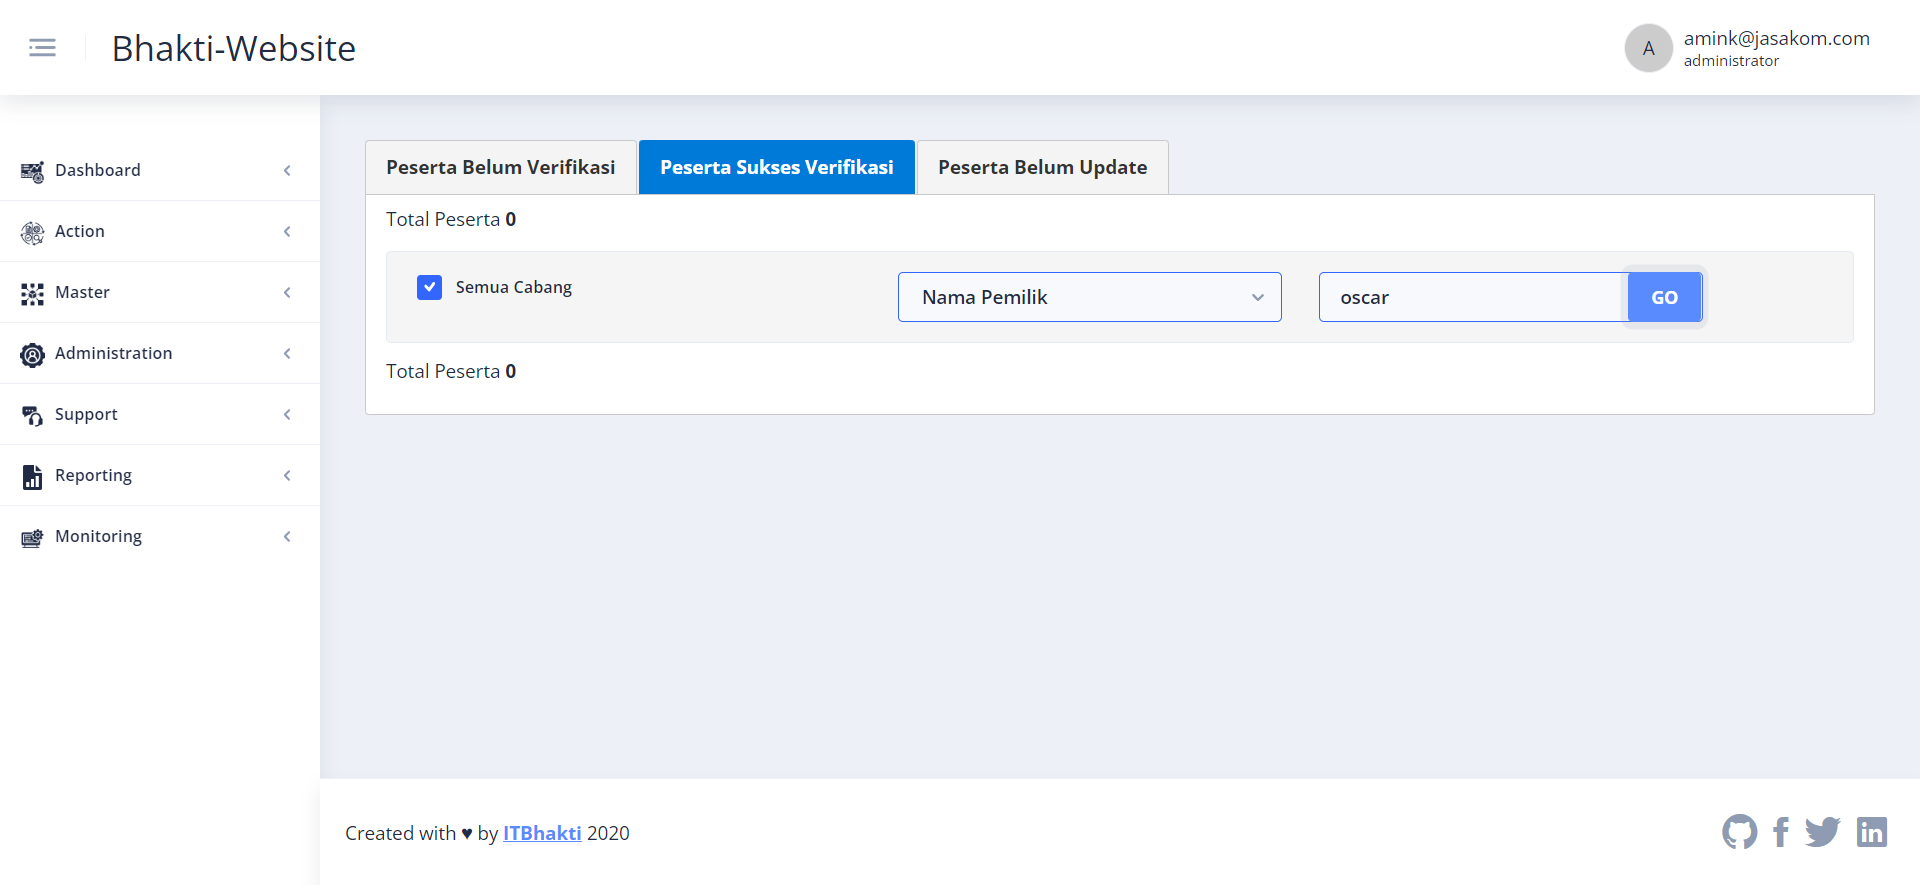 Bhakti-Website
A
amink@jasakom.com
administrator
Dashboard
Action
Master
Administration
Support
Reporting
Monitoring
Peserta Belum Verifikasi
Peserta Sukses Verifikasi
Peserta Belum Update
Total Peserta 0
Semua Cabang
Nama Pemilik
oscar
GO
Total Peserta 0
Created with ♥ by ITBhakti 2020